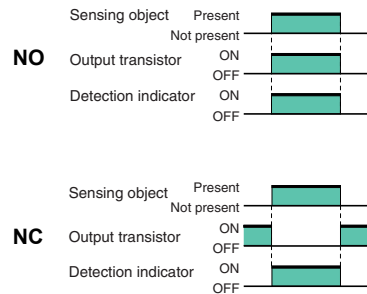 Sensing object Present
Not present
NO Output transistor ON
OFF
Detection indicator ON
OFF
Sensing object Present
Not present
NC Output transistor ON
OFF
Detection indicator ON
OFF